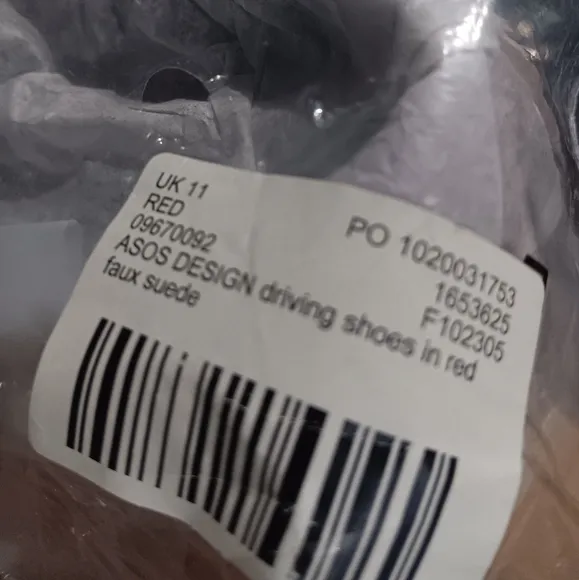 UK 11
RED
09670092
ASOS DESIGN driving shoes in red
faux suede
PO 1020031753
1653625
F102305